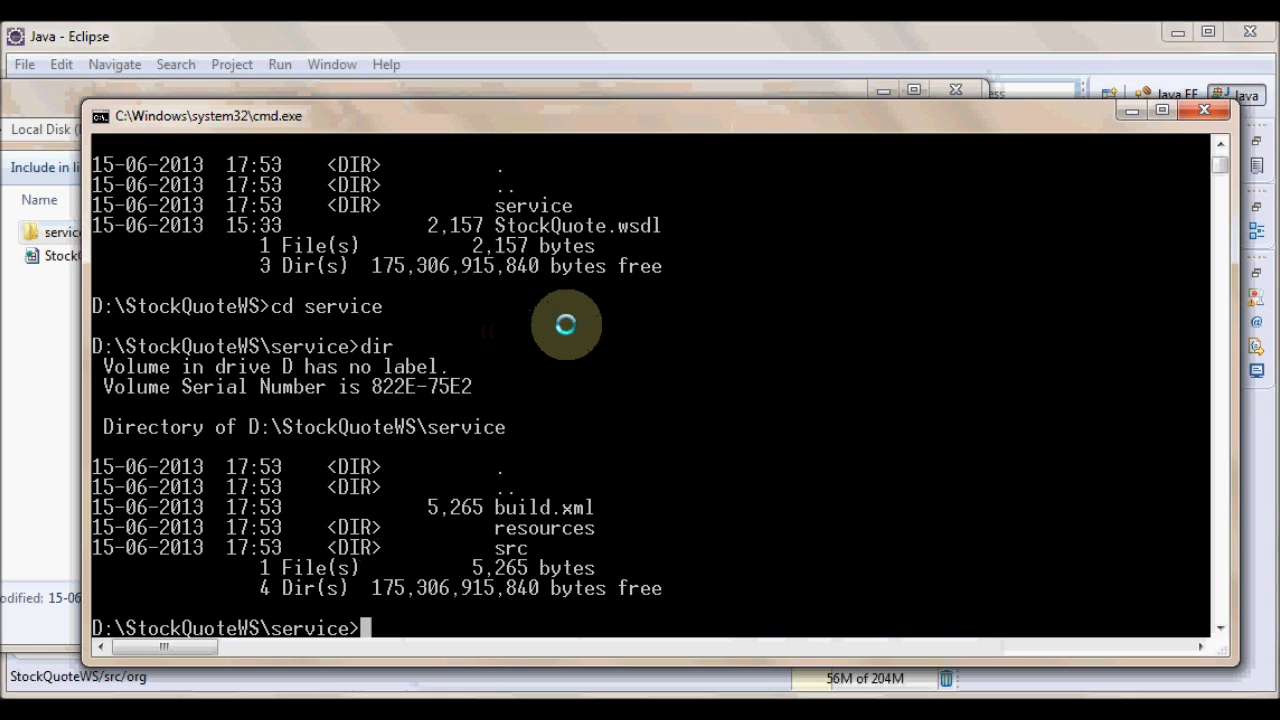 Java - Eclipse
File Edit Navigate Search Project Run Window Help
Java EE Java
C:\Windows\system32\cmd.exe
Local Disk (
Include in li
Name
service
Stock
15-06-2013 17:53 <DIR> .
15-06-2013 17:53 <DIR> ..
15-06-2013 17:53 <DIR> service
15-06-2013 15:33 2,157 StockQuote.wsdl
1 File(s) 2,157 bytes
3 Dir(s) 175,306,915,840 bytes free
D:\StockQuoteWS>cd service
D:\StockQuoteWS\service>dir
Volume in drive D has no label.
Volume Serial Number is 822E-75E2
Directory of D:\StockQuoteWS\service
15-06-2013 17:53 <DIR> .
15-06-2013 17:53 <DIR> ..
15-06-2013 17:53 5,265 build.xml
15-06-2013 17:53 <DIR> resources
15-06-2013 17:53 <DIR> src
1 File(s) 5,265 bytes
4 Dir(s) 175,306,915,840 bytes free
D:\StockQuoteWS\service>
odified: 15-06
StockQuoteWS/src/org
56M of 204M